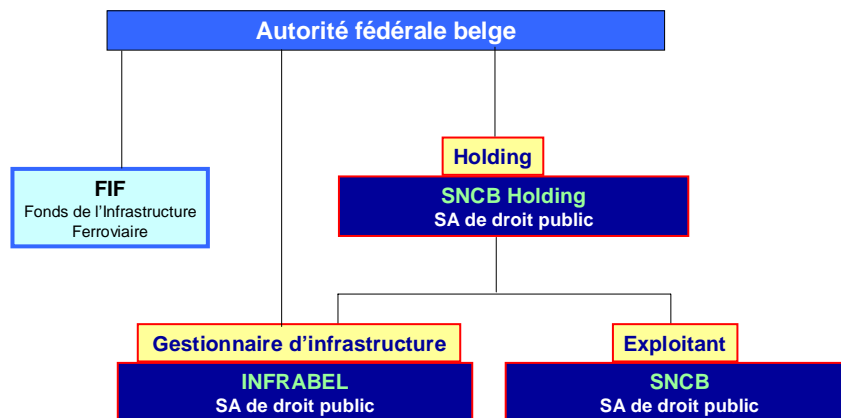 Autorité fédérale belge
Holding
SNCB Holding
SA de droit public
FIF
Fonds de l'Infrastructure
Ferroviaire
Gestionnaire d'infrastructure
INFRABEL
SA de droit public
Exploitant
SNCB
SA de droit public